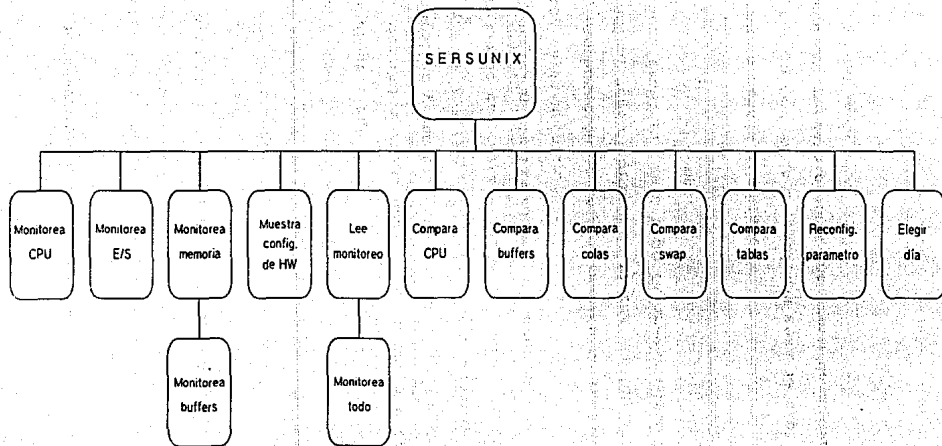 SERSUNIX
Monitorea
CPU
Monitorea
E/S
Monitorea
memoria
Muestra
config.
de HW
Lee
monitoreo
Compara
CPU
Compara
buffers
Compara
colas
Compara
swap
Compara
tablas
Reconfig.
parametro
Elegir
día
Monitorea
buffers
Monitorea
todo